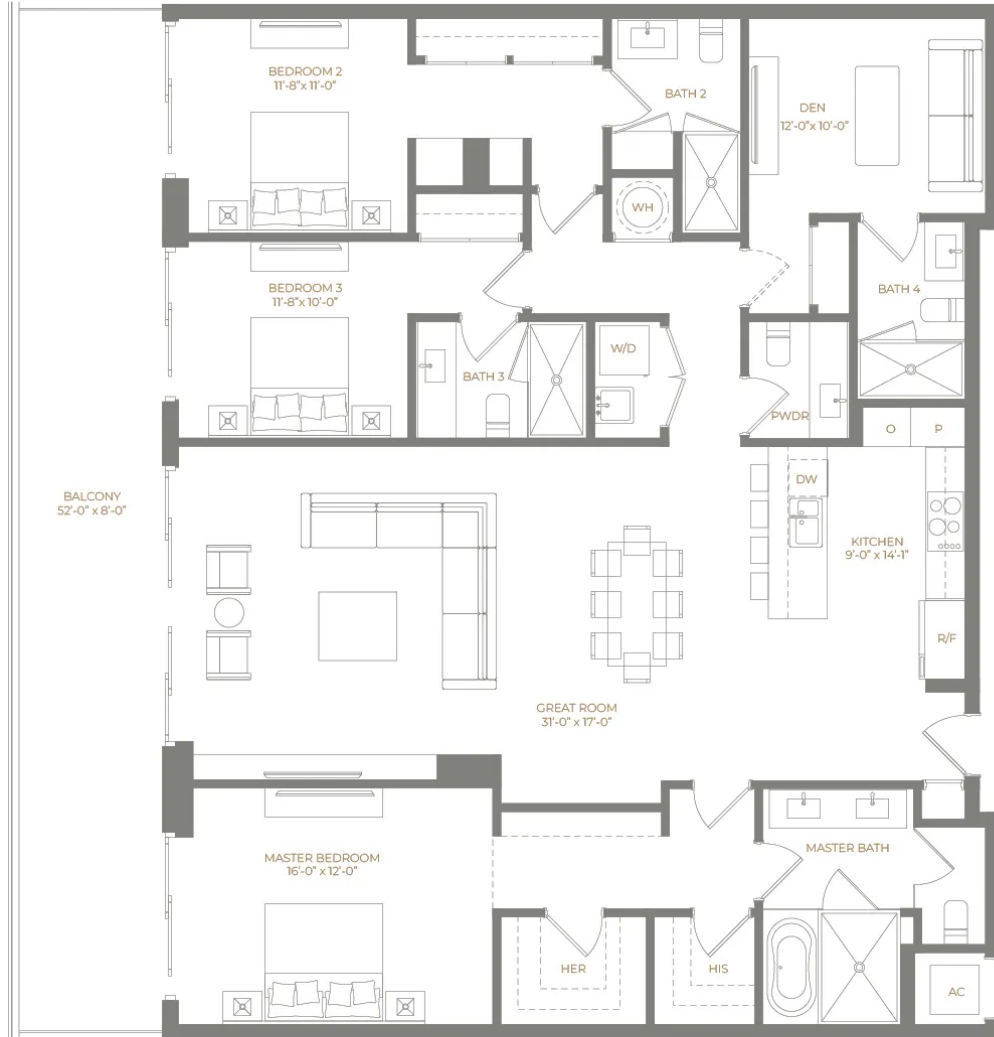 BEDROOM 2
11'-8" x 11'-0"
BATH 2
DEN
12'-0" x 10'-0"
WH
BEDROOM 3
11'-8" x 10'-0"
BATH 4
W/D
BATH 3
PWDR
O
P
DW
BALCONY
52'-0" x 8'-0"
KITCHEN
9'-0" x 14'-1"
R/F
GREAT ROOM
31'-0" x 17'-0"
MASTER BEDROOM
16'-0" x 12'-0"
MASTER BATH
HER
HIS
AC